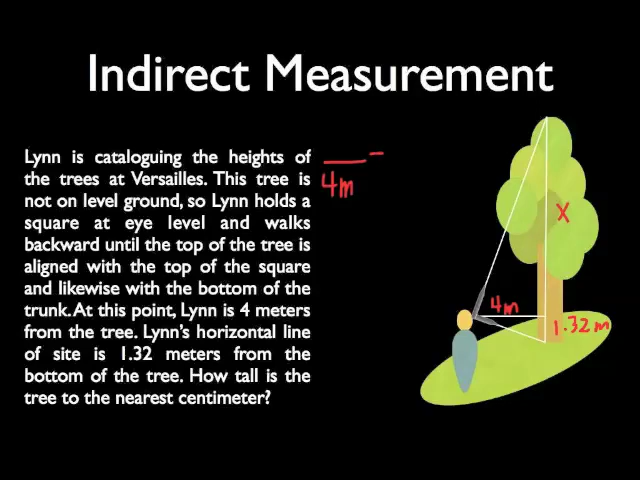 Indirect Measurement
Lynn is cataloguing the heights of
the trees at Versailles. This tree is
not on level ground, so Lynn holds a
square at eye level and walks
backward until the top of the tree is
aligned with the top of the square
and likewise with the bottom of the
trunk. At this point, Lynn is 4 meters
from the tree. Lynn's horizontal line
of site is 1.32 meters from the
bottom of the tree. How tall is the
tree to the nearest centimeter?
4m
X
4m
1.32m